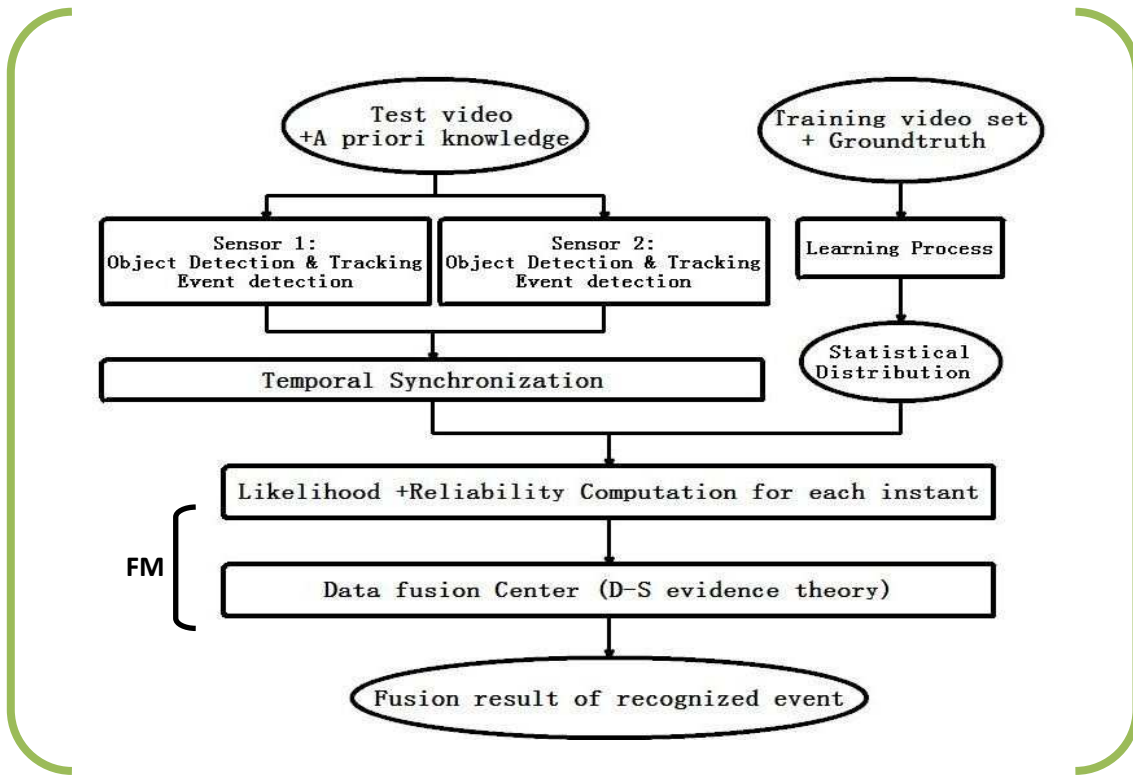 Test video
+A priori knowledge
Training video set
+ Groundtruth
Sensor 1:
Object Detection & Tracking
Event detection
Sensor 2:
Object Detection & Tracking
Event detection
Learning Process
Temporal Synchronization
Statistical
Distribution
Likelihood +Reliability Computation for each instant
FM
Data fusion Center (D-S evidence theory)
Fusion result of recognized event